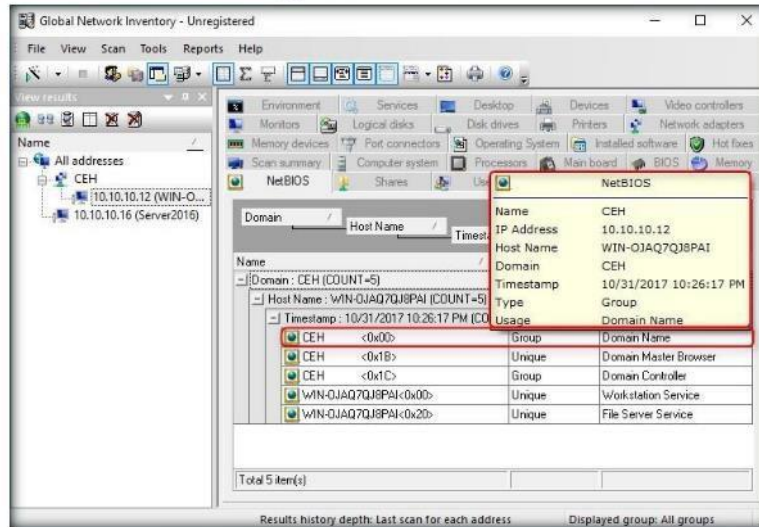 Global Network Inventory - Unregistered
File View Scan Tools Reports Help
View results
Name
All addresses
CEH
10.10.10.12 (WIN-O...
10.10.10.16 (Server2016)
Environment Services Desktop Devices Video controllers
Monitors Logical disks Disk drives Printers Network adapters
Memory devices Port connectors Operating System Installed software Hot fixes
Scan summary Computer system Processors Main board BIOS Memory
NetBIOS Shares
Domain
Host Name
Name
Domain : CEH (COUNT=5)
Host Name : WIN-OJAQ7QJ8PAI (COUNT=5)
Timestamp : 10/31/2017 10:26:17 PM (CO
CEH <0x00> Group Domain Name
CEH <0x1B> Unique Domain Master Browser
CEH <0x1C> Group Domain Controller
WIN-OJAQ7QJ8PAI<0x00> Unique Workstation Service
WIN-OJAQ7QJ8PAI<0x20> Unique File Server Service
Total 5 item(s)
NetBIOS
Name CEH
IP Address 10.10.10.12
Host Name WIN-OJAQ7QJ8PAI
Domain CEH
Timestamp 10/31/2017 10:26:17 PM
Type Group
Usage Domain Name
Results history depth: Last scan for each address Displayed group: All groups